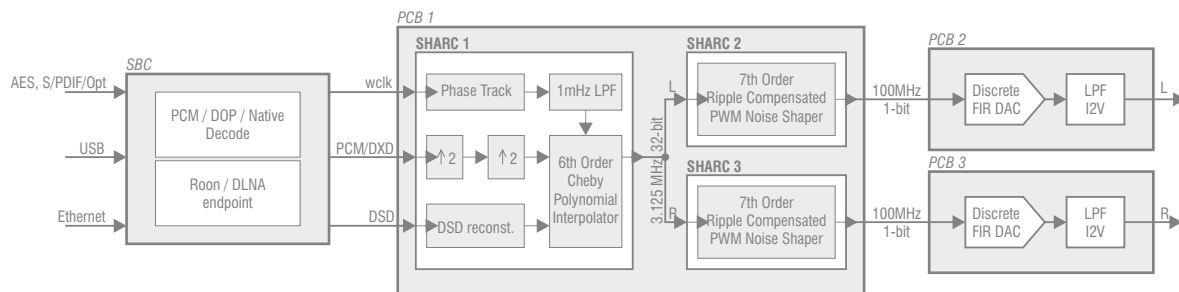 SBC
AES, S/PDIF/Opt
USB
Ethernet
PCM / DOP / Native
Decode
Roon / DLNA
endpoint
wclk
PCM/DXD
DSD
PCB 1
SHARC 1
Phase Track
1mHz LPF
↑2
↑2
6th Order
Cheby
Polynomial
Interpolator
DSD reconst.
3.125 MHz, 32-bit
L
R
SHARC 2
7th Order
Ripple Compensated
PWM Noise Shaper
SHARC 3
7th Order
Ripple Compensated
PWM Noise Shaper
100MHz
1-bit
100MHz
1-bit
PCB 2
Discrete
FIR DAC
LPF
I2V
L
PCB 3
Discrete
FIR DAC
LPF
I2V
R